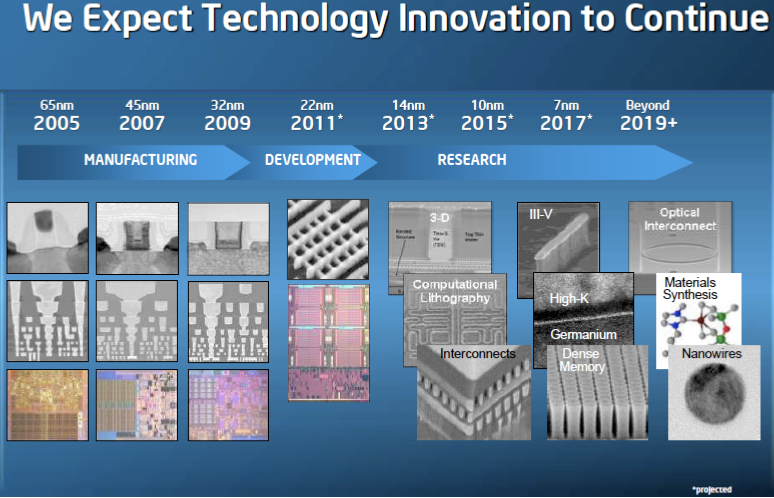 We Expect Technology Innovation to Continue
65nm 45nm 32nm 22nm 14nm 10nm 7nm Beyond
2005 2007 2009 2011* 2013* 2015* 2017* 2019+
MANUFACTURING DEVELOPMENT RESEARCH
3-D
III-V
Optical
Interconnect
Computational
Lithography
High-K
Germanium
Materials
Synthesis
Interconnects
Dense
Memory
Nanowires
*projected